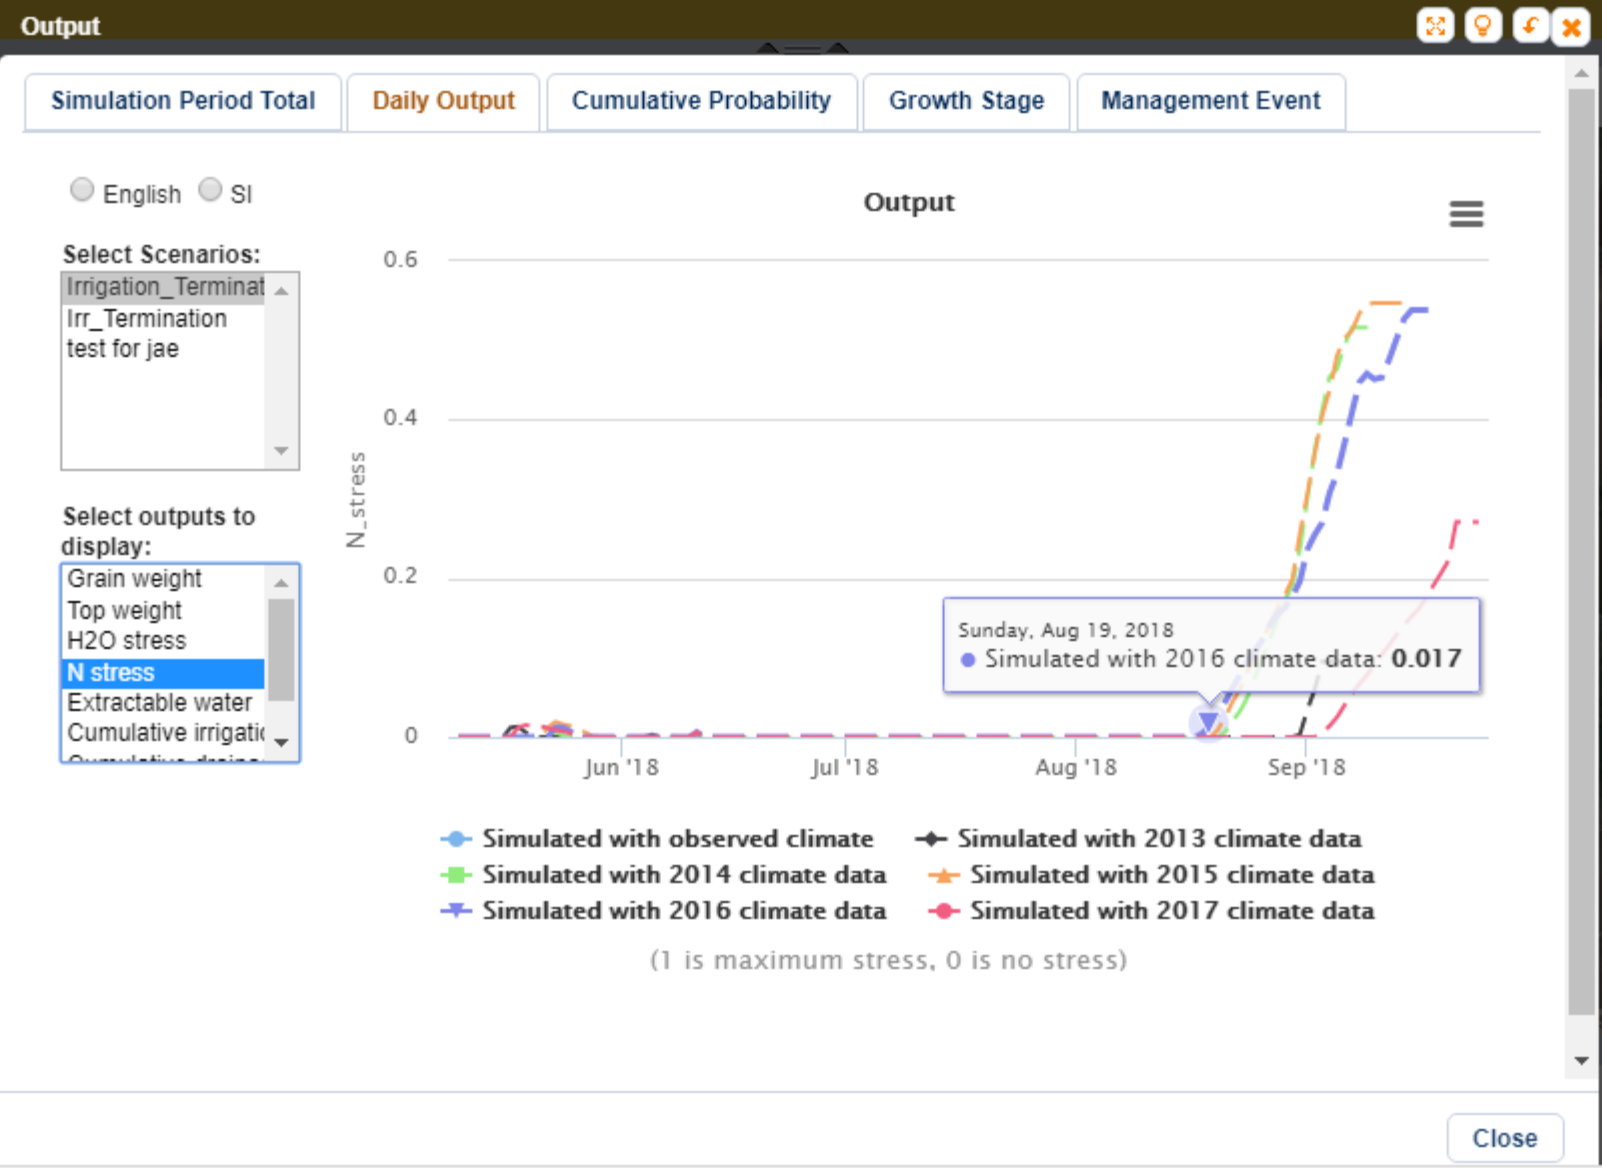 Output
Simulation Period Total
Daily Output
Cumulative Probability
Growth Stage
Management Event
English
SI
Select Scenarios:
Irrigation_Terminat
Irr_Termination
test for jae
Select outputs to
display:
Grain weight
Top weight
H2O stress
N stress
Extractable water
Cumulative irrigatic
Output
N_stress
0.6
0.4
0.2
0
Sunday, Aug 19, 2018
Simulated with 2016 climate data: 0.017
Jun '18
Jul '18
Aug '18
Sep '18
Simulated with observed climate
Simulated with 2013 climate data
Simulated with 2014 climate data
Simulated with 2015 climate data
Simulated with 2016 climate data
Simulated with 2017 climate data
(1 is maximum stress, 0 is no stress)
Close